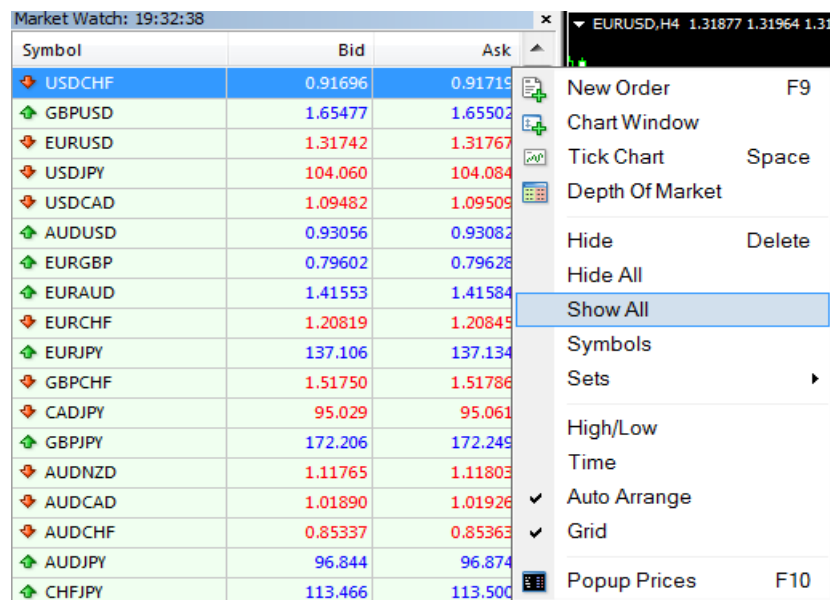 Market Watch: 19:32:38
EURUSD,H4 1.31877 1.31964 1.31
Symbol Bid Ask
USDCHF 0.91696 0.91719
GBPUSD 1.65477 1.65502
EURUSD 1.31742 1.31767
USDJPY 104.060 104.084
USDCAD 1.09482 1.09509
AUDUSD 0.93056 0.93082
EURGBP 0.79602 0.79628
EURAUD 1.41553 1.41584
EURCHF 1.20819 1.20845
EURJPY 137.106 137.134
GBPCHF 1.51750 1.51786
CADJPY 95.029 95.061
GBPJPY 172.206 172.249
AUDNZD 1.11765 1.11803
AUDCAD 1.01890 1.01926
AUDCHF 0.85337 0.85363
AUDJPY 96.844 96.874
CHFJPY 113.466 113.500
New Order F9
Chart Window
Tick Chart Space
Depth Of Market
Hide Delete
Hide All
Show All
Symbols
Sets
High/Low
Time
Auto Arrange
Grid
Popup Prices F10